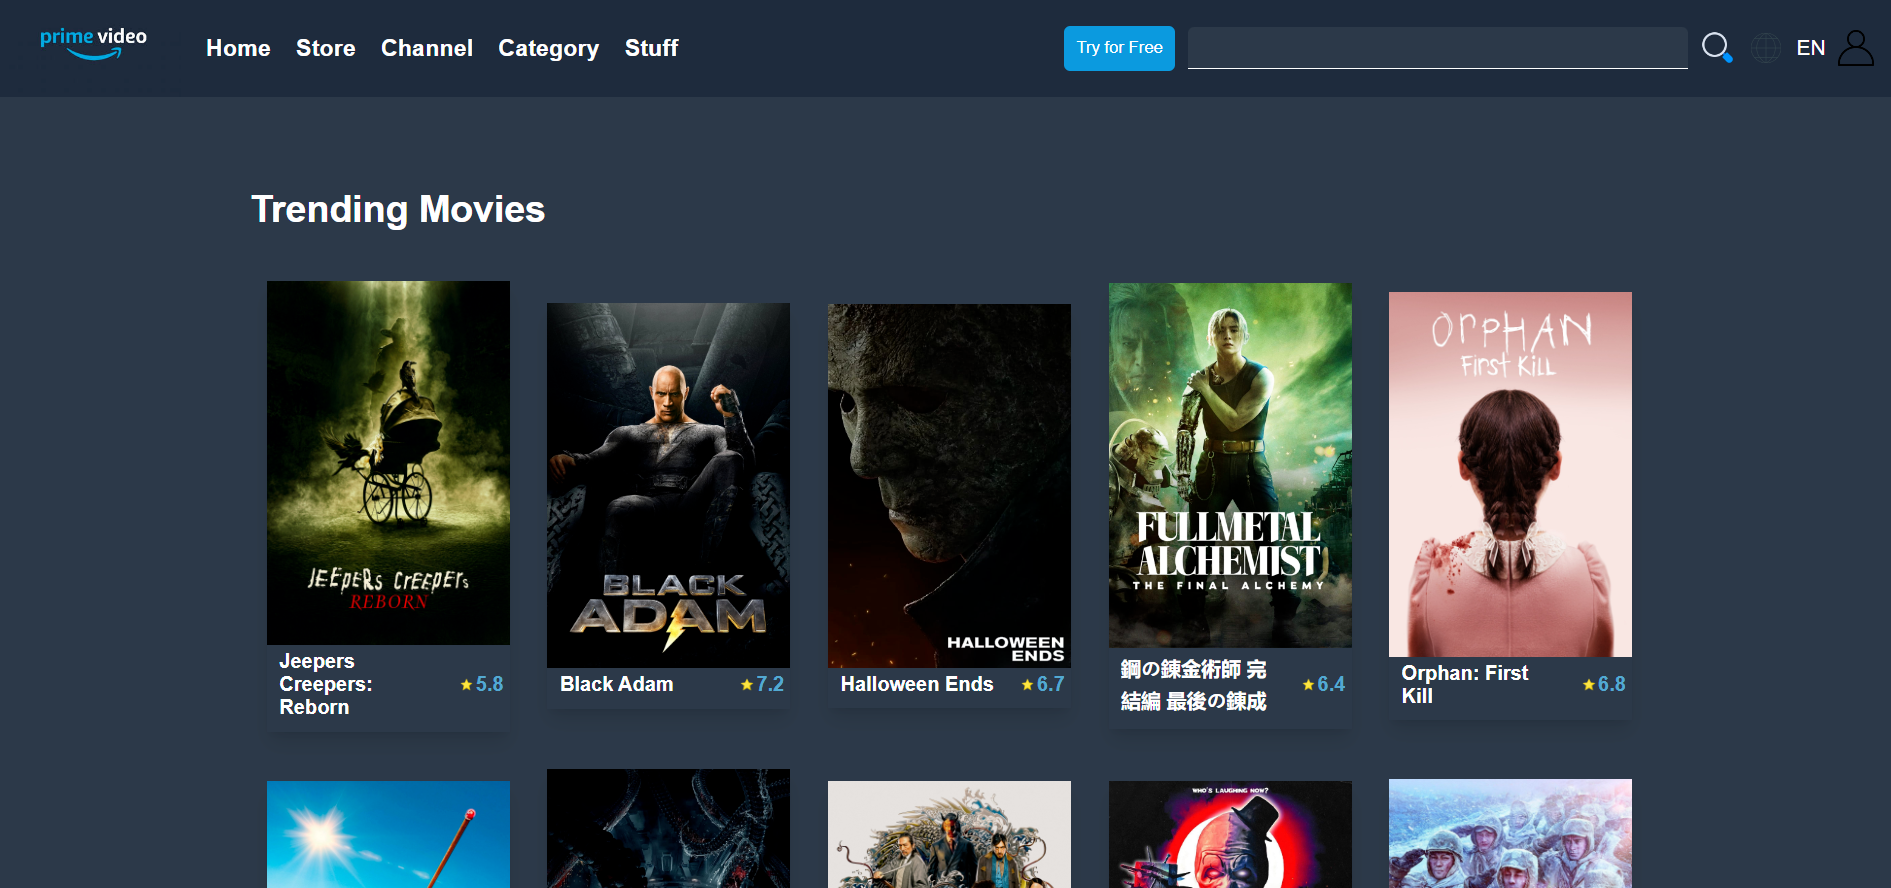 prime video
Home Store Channel Category Stuff
Try for Free
EN
Trending Movies
JEEPERS CREEPERS
REBORN
BLACK
ADAM
HALLOWEEN
ENDS
FULLMETAL
ALCHEMIST
THE FINAL ALCHEMY
ORPHAN
First Kill
Jeepers
Creepers:
Reborn
5.8
Black Adam
7.2
Halloween Ends
6.7
鋼の錬金術師 完
結編 最後の錬成
6.4
Orphan: First
Kill
6.8
WHO'S LAUGHING NOW?